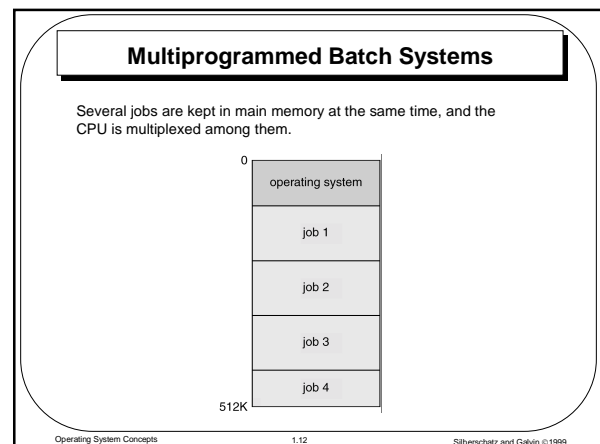 Multiprogrammed Batch Systems
Several jobs are kept in main memory at the same time, and the
CPU is multiplexed among them.
0
operating system
job 1
job 2
job 3
job 4
512K
Operating System Concepts 1.12 Silberschatz and Galvin ©1999